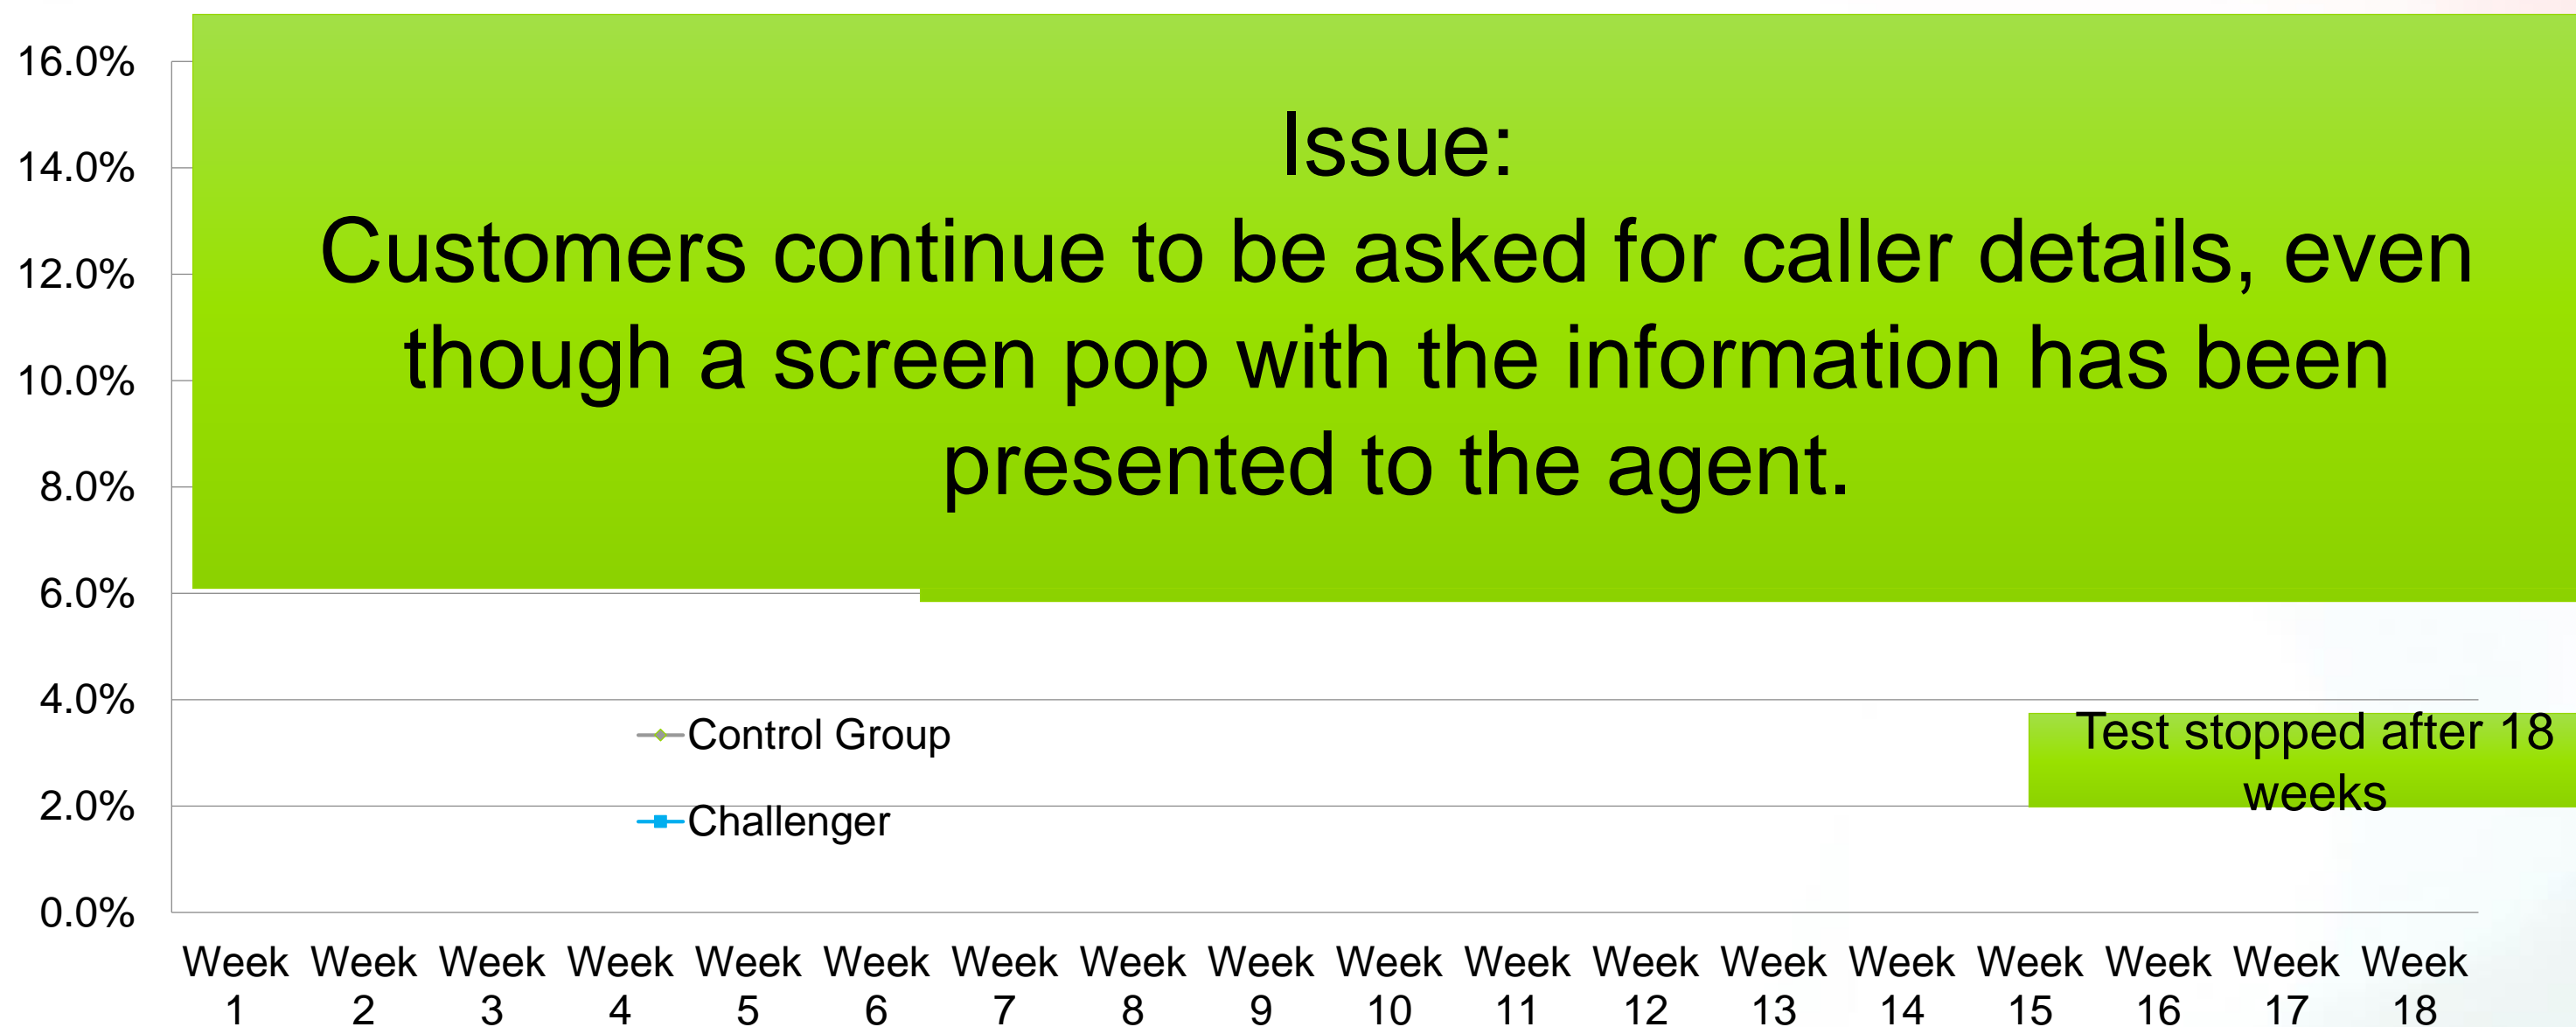 16.0%
14.0%
12.0%
10.0%
8.0%
6.0%
4.0%
2.0%
0.0%
Issue:
Customers continue to be asked for caller details, even
though a screen pop with the information has been
presented to the agent.
Control Group
Challenger
Test stopped after 18
weeks
Week Week Week Week Week Week Week Week Week Week Week Week Week Week Week Week Week Week
1 2 3 4 5 6 7 8 9 10 11 12 13 14 15 16 17 18